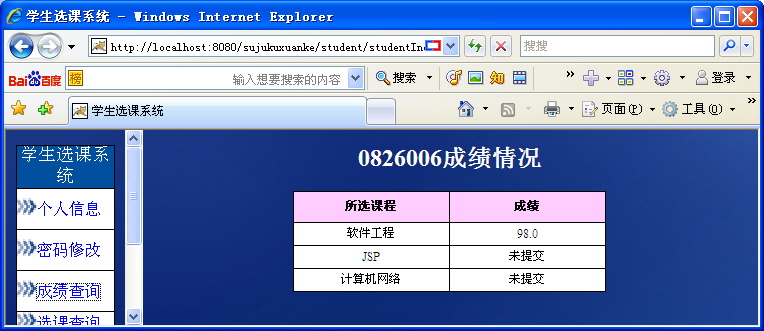 学生选课系统 - Windows Internet Explorer
http://localhost:8080/sujukuxuanke/student/studentInd
搜索
Bai百度
榜
输入想要搜索的内容
搜索
知
登录
学生选课系统
页面(P)
工具(O)
学生选课系
统
个人信息
密码修改
成绩查询
选课查询
0826006成绩情况
所选课程 成绩
软件工程 98.0
JSP 未提交
计算机网络 未提交